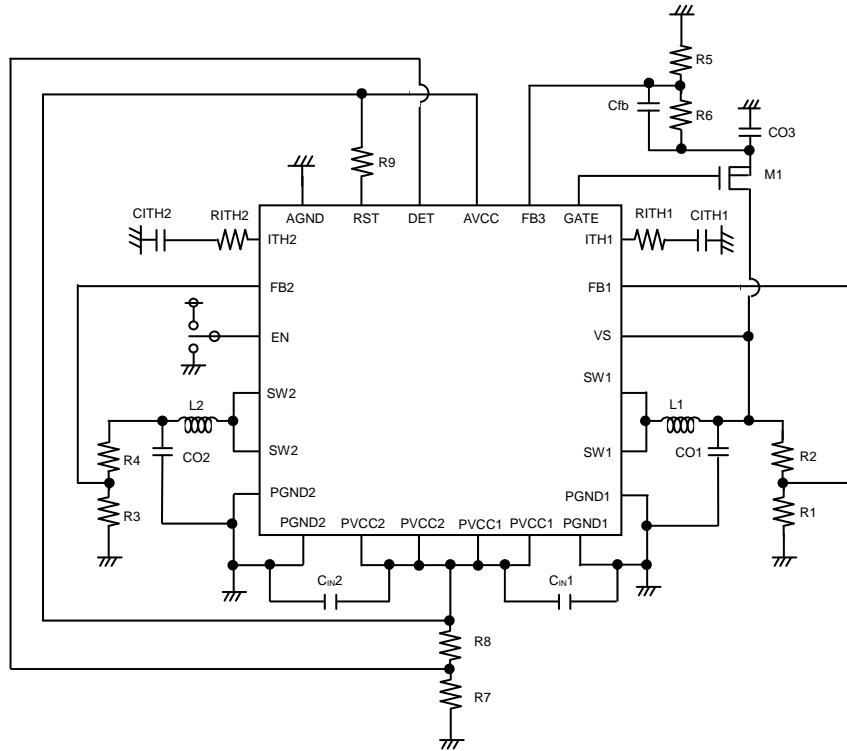 R5
Cfb
R6
CO3
R9
M1
AGND
RST
DET
AVCC
FB3
GATE
CITH2
RITH2
RITH1
CITH1
ITH2
ITH1
FB2
FB1
EN
VS
SW2
SW1
L2
L1
R4
CO2
SW2
SW1
CO1
R2
R3
PGND2
PGND1
R1
PGND2
PVCC2
PVCC2
PVCC1
PVCC1
PGND1
CIN2
CIN1
R8
R7